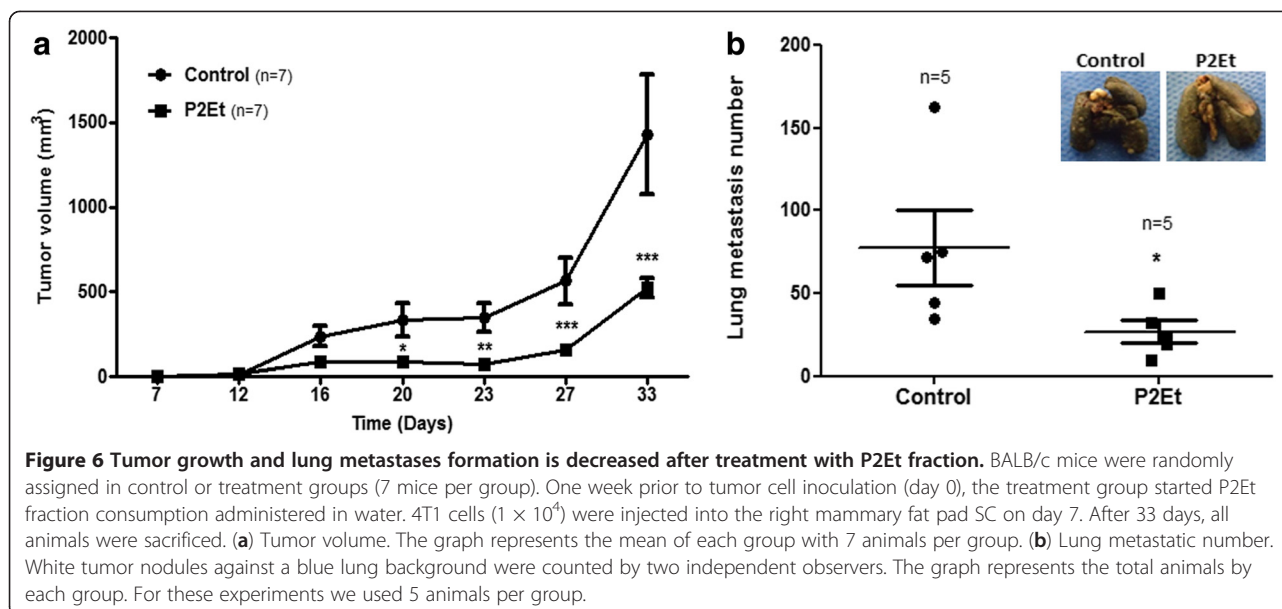 a
2000
1500
1000
500
0
Tumor volume (mm³)
Control (n=7)
P2Et (n=7)
*
**
***
***
7 12 16 20 23 27 33
Time (Days)
b
200
150
100
50
0
Lung metastasis number
n=5
Control P2Et
n=5
*
Control P2Et
Figure 6 Tumor growth and lung metastases formation is decreased after treatment with P2Et fraction. BALB/c mice were randomly
assigned in control or treatment groups (7 mice per group). One week prior to tumor cell inoculation (day 0), the treatment group started P2Et
fraction consumption administered in water. 4T1 cells (1 × 10⁴) were injected into the right mammary fat pad SC on day 7. After 33 days, all
animals were sacrificed. (a) Tumor volume. The graph represents the mean of each group with 7 animals per group. (b) Lung metastatic number.
White tumor nodules against a blue lung background were counted by two independent observers. The graph represents the total animals by
each group. For these experiments we used 5 animals per group.